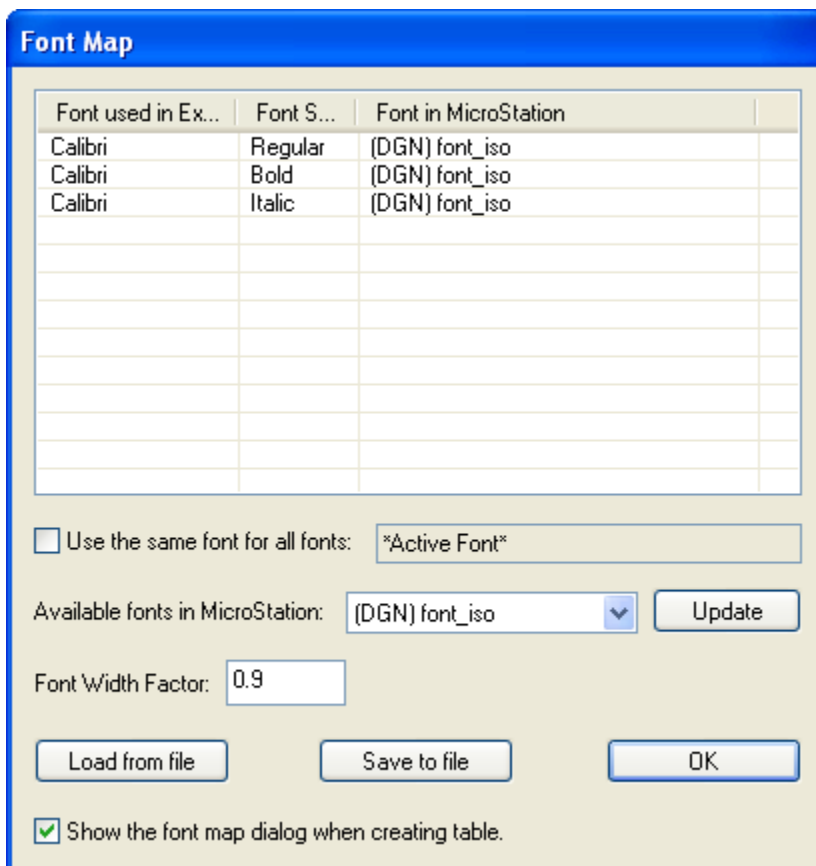 Font Map
Font used in Ex... Font S... Font in MicroStation
Calibri Regular (DGN) font_iso
Calibri Bold (DGN) font_iso
Calibri Italic (DGN) font_iso
Use the same font for all fonts: *Active Font*
Available fonts in MicroStation: (DGN) font_iso Update
Font Width Factor: 0.9
Load from file Save to file OK
Show the font map dialog when creating table.